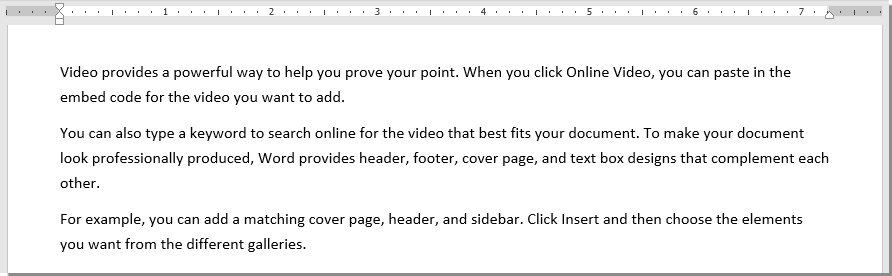 1 2 3 4 5 6 7
Video provides a powerful way to help you prove your point. When you click Online Video, you can paste in the
embed code for the video you want to add.
You can also type a keyword to search online for the video that best fits your document. To make your document
look professionally produced, Word provides header, footer, cover page, and text box designs that complement each
other.
For example, you can add a matching cover page, header, and sidebar. Click Insert and then choose the elements
you want from the different galleries.